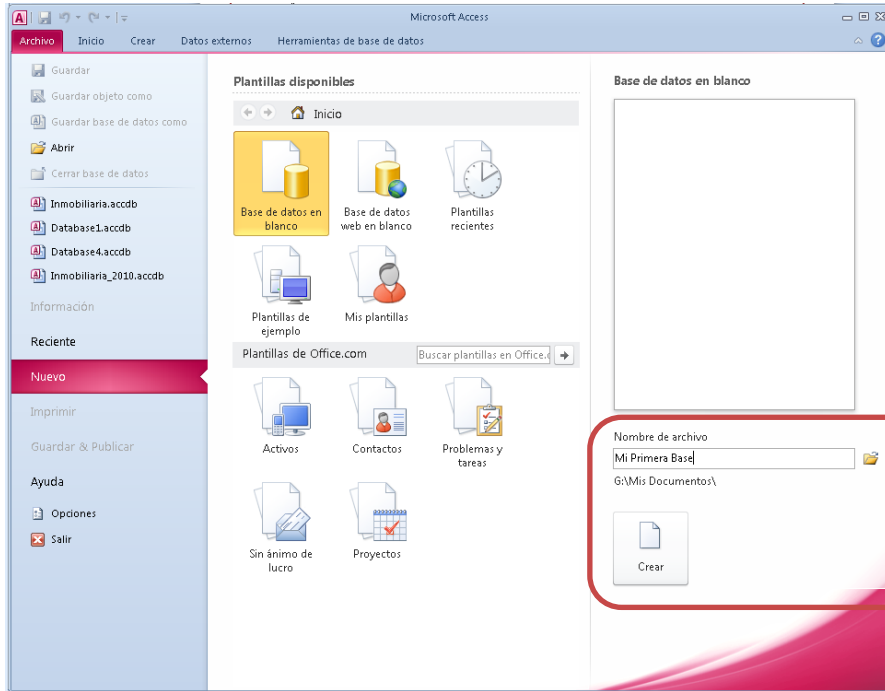 Microsoft Access
Archivo Inicio Crear Datos externos Herramientas de base de datos
Guardar
Guardar objeto como
Guardar base de datos como
Abrir
Cerrar base de datos
Inmobiliaria.accdb
Database1.accdb
Database4.accdb
Inmobiliaria_2010.accdb
Información
Reciente
Nuevo
Imprimir
Guardar & Publicar
Ayuda
Opciones
Salir
Plantillas disponibles
Inicio
Base de datos en
blanco
Base de datos
web en blanco
Plantillas
recientes
Plantillas de
ejemplo
Mis plantillas
Plantillas de Office.com
Buscar plantillas en Office.c
Activos
Contactos
Problemas y
tareas
Sin ánimo de
lucro
Proyectos
Base de datos en blanco
Nombre de archivo
Mi Primera Base
G:\Mis Documentos\
Crear